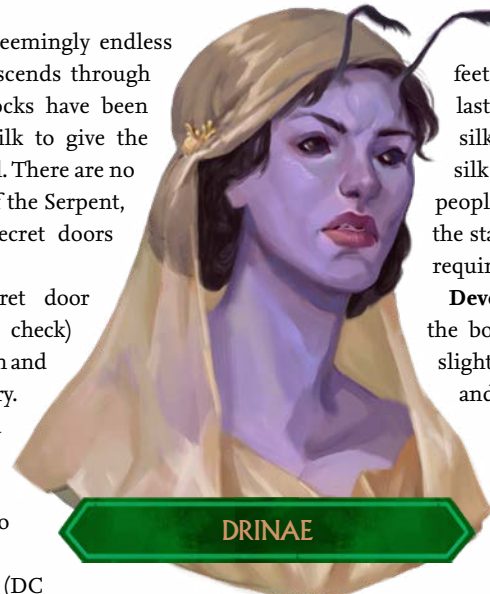 eemingly endless
scends through
ocks have been
ilk to give the
. There are no
f the Serpent,
ecret doors
ret door
check)
and
ry.
o
(DC
feet
last
silk
silk
peopl
the sta
requir
Deve
the bo
slight
and
DRINAE